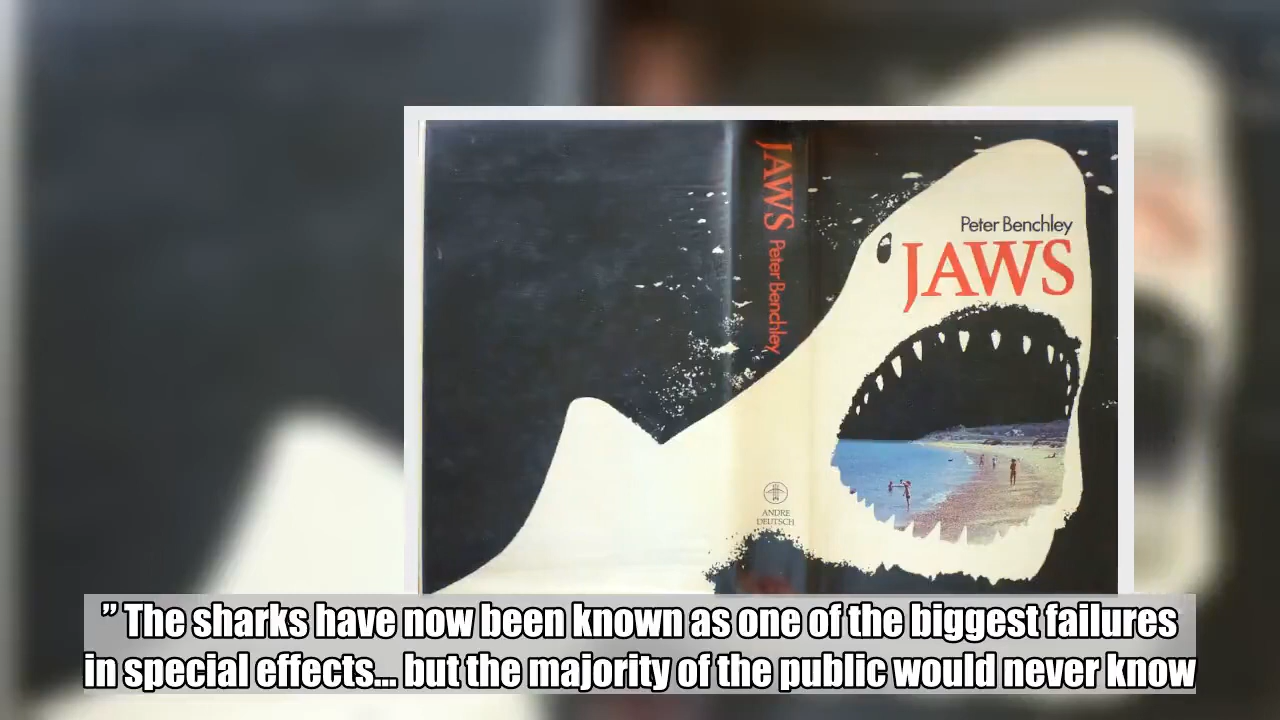 JAWS Peter Benchley
ANDRE
DEUTSCH
Peter Benchley
JAWS
” The sharks have now been known as one of the biggest failures
in special effects... but the majority of the public would never know